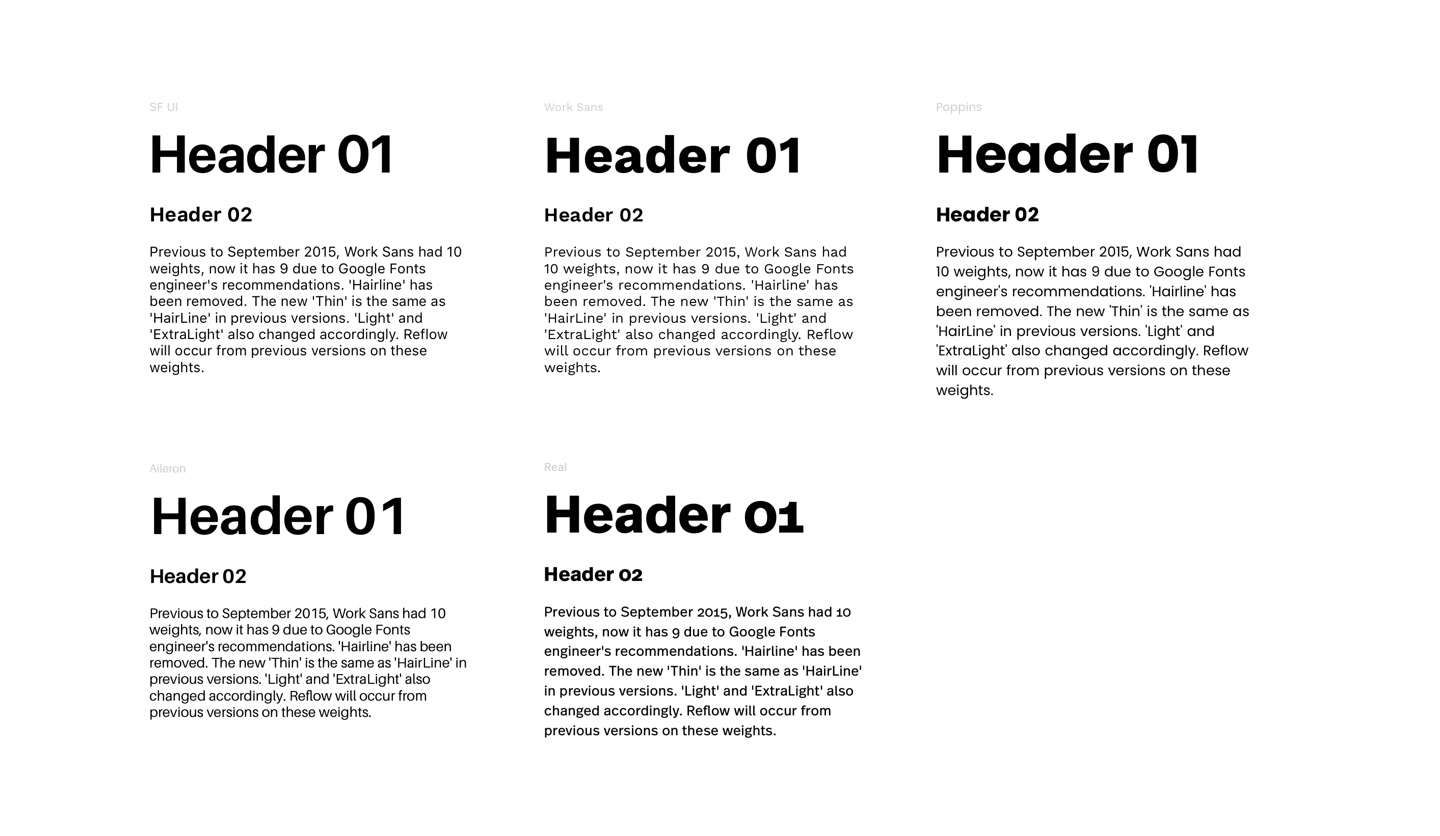 SF UI
Header 01
Header 02
Previous to September 2015, Work Sans had 10
weights, now it has 9 due to Google Fonts
engineer's recommendations. 'Hairline' has
been removed. The new 'Thin' is the same as
'HairLine' in previous versions. 'Light' and
'ExtraLight' also changed accordingly. Reflow
will occur from previous versions on these
weights.
Work Sans
Header 01
Header 02
Previous to September 2015, Work Sans had
10 weights, now it has 9 due to Google Fonts
engineer's recommendations. 'Hairline' has
been removed. The new 'Thin' is the same as
'HairLine' in previous versions. 'Light' and
'ExtraLight' also changed accordingly. Reflow
will occur from previous versions on these
weights.
Poppins
Header 01
Header 02
Previous to September 2015, Work Sans had
10 weights, now it has 9 due to Google Fonts
engineer's recommendations. 'Hairline' has
been removed. The new 'Thin' is the same as
'HairLine' in previous versions. 'Light' and
'ExtraLight' also changed accordingly. Reflow
will occur from previous versions on these
weights.
Aileron
Header 01
Header 02
Previous to September 2015, Work Sans had 10
weights, now it has 9 due to Google Fonts
engineer's recommendations. 'Hairline' has been
removed. The new 'Thin' is the same as 'HairLine' in
previous versions. 'Light' and 'ExtraLight' also
changed accordingly. Reflow will occur from
previous versions on these weights.
Real
Header 01
Header 02
Previous to September 2015, Work Sans had 10
weights, now it has 9 due to Google Fonts
engineer's recommendations. 'Hairline' has been
removed. The new 'Thin' is the same as 'HairLine'
in previous versions. 'Light' and 'ExtraLight' also
changed accordingly. Reflow will occur from
previous versions on these weights.